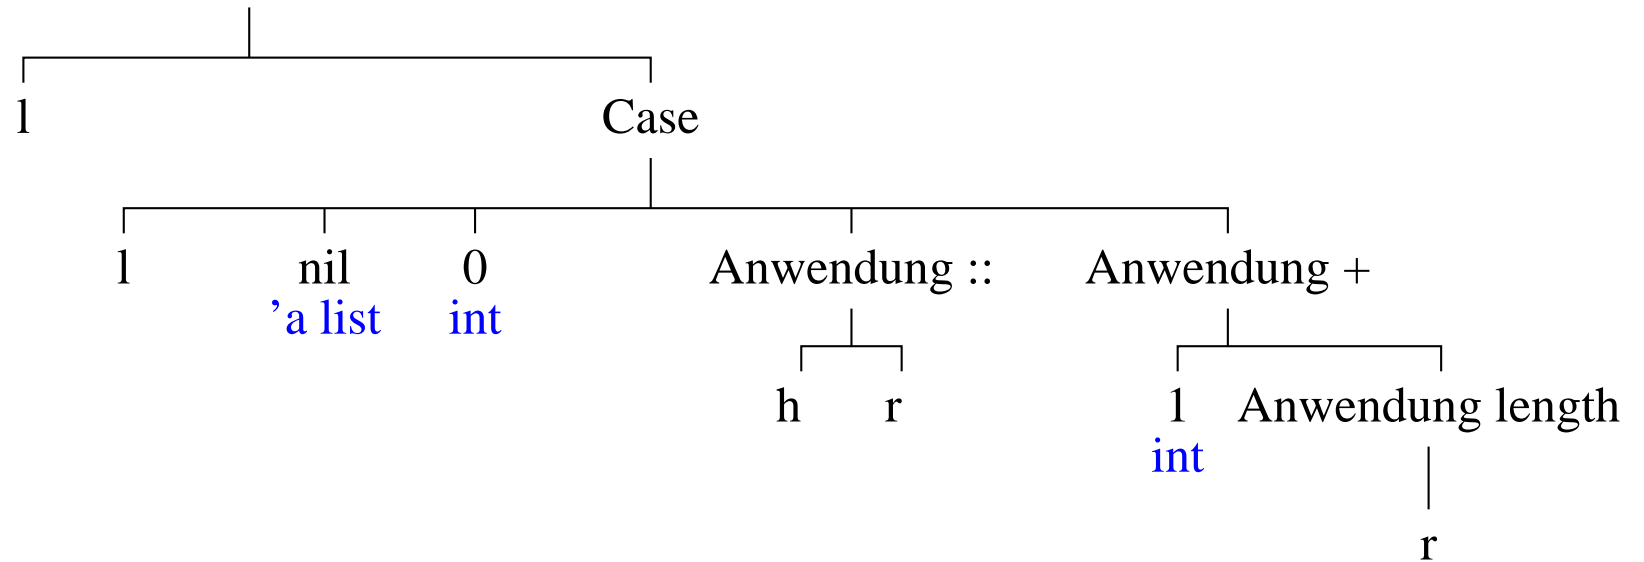 l Case
l nil 0 Anwendung :: Anwendung +
’a list int
h r 1 Anwendung length
int
r